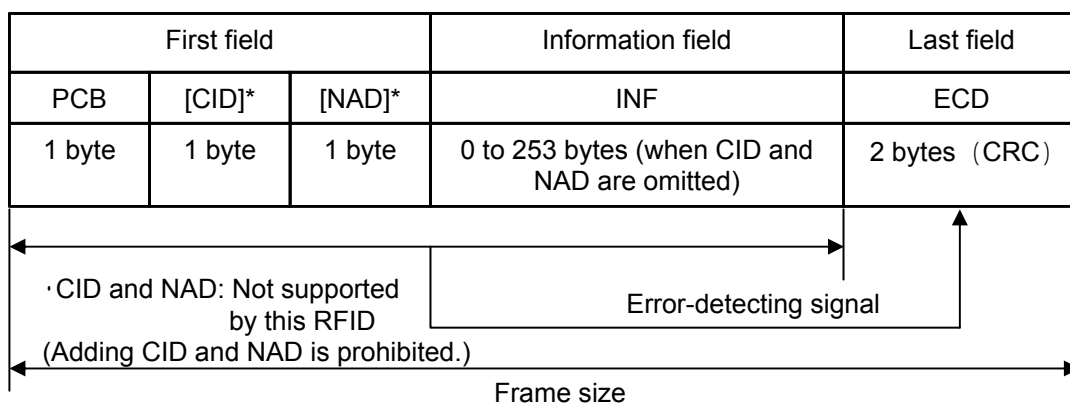 First field Information field Last field
PCB [CID]* [NAD]* INF ECD
1 byte 1 byte 1 byte 0 to 253 bytes (when CID and NAD are omitted) 2 bytes（CRC）
・CID and NAD: Not supported
by this RFID
(Adding CID and NAD is prohibited.)
Error-detecting signal
Frame size